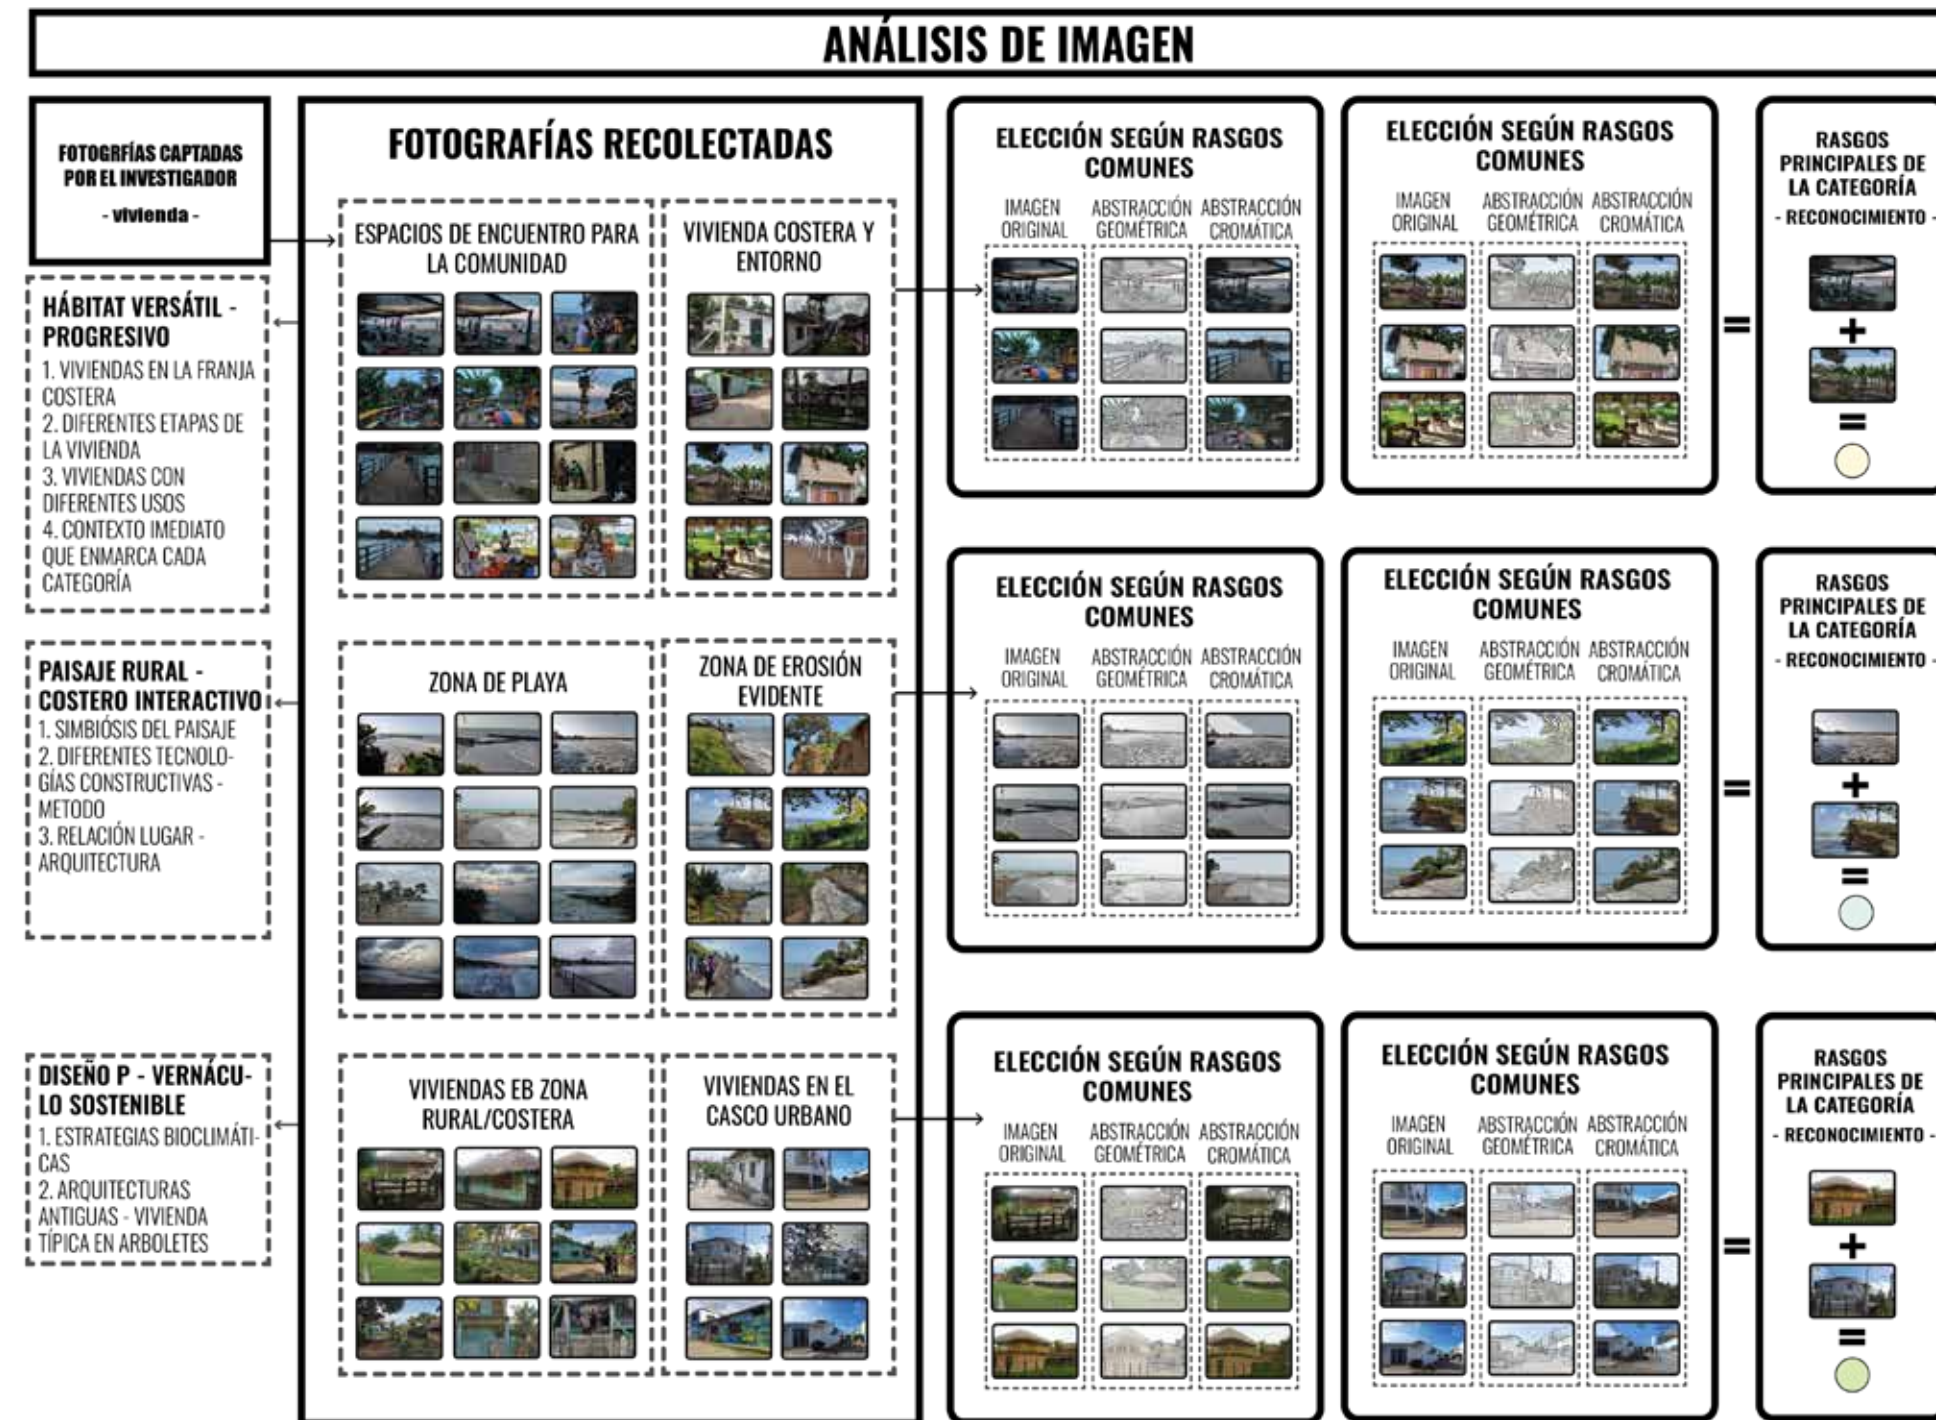 ANÁLISIS DE IMAGEN
FOTOGRFÍAS CAPTADAS
POR EL INVESTIGADOR
- vivienda -
HÁBITAT VERSÁTIL -
PROGRESIVO
1. VIVIENDAS EN LA FRANJA
COSTERA
2. DIFERENTES ETAPAS DE
LA VIVIENDA
3. VIVIENDAS CON
DIFERENTES USOS
4. CONTEXTO IMEDIATO
QUE ENMARCA CADA
CATEGORÍA
PAISAJE RURAL -
COSTERO INTERACTIVO
1. SIMBIÓSIS DEL PAISAJE
2. DIFERENTES TECNOLO-
GÍAS CONSTRUCTIVAS -
METODO
3. RELACIÓN LUGAR -
ARQUITECTURA
DISEÑO P - VERNÁCU-
LO SOSTENIBLE
1. ESTRATEGIAS BIOCLIMÁTI-
CAS
2. ARQUITECTURAS
ANTIGUAS - VIVIENDA
TÍPICA EN ARBOLETES
FOTOGRAFÍAS RECOLECTADAS
ESPACIOS DE ENCUENTRO PARA
LA COMUNIDAD
VIVIENDA COSTERA Y
ENTORNO
ZONA DE PLAYA
ZONA DE EROSIÓN
EVIDENTE
VIVIENDAS EB ZONA
RURAL/COSTERA
VIVIENDAS EN EL
CASCO URBANO
ELECCIÓN SEGÚN RASGOS
COMUNES
IMAGEN
ORIGINAL
ABSTRACCIÓN
GEOMÉTRICA
ABSTRACCIÓN
CROMÁTICA
ELECCIÓN SEGÚN RASGOS
COMUNES
IMAGEN
ORIGINAL
ABSTRACCIÓN
GEOMÉTRICA
ABSTRACCIÓN
CROMÁTICA
=
RASGOS
PRINCIPALES DE
LA CATEGORÍA
- RECONOCIMIENTO -
+
=
ELECCIÓN SEGÚN RASGOS
COMUNES
IMAGEN
ORIGINAL
ABSTRACCIÓN
GEOMÉTRICA
ABSTRACCIÓN
CROMÁTICA
ELECCIÓN SEGÚN RASGOS
COMUNES
IMAGEN
ORIGINAL
ABSTRACCIÓN
GEOMÉTRICA
ABSTRACCIÓN
CROMÁTICA
=
RASGOS
PRINCIPALES DE
LA CATEGORÍA
- RECONOCIMIENTO -
+
=
ELECCIÓN SEGÚN RASGOS
COMUNES
IMAGEN
ORIGINAL
ABSTRACCIÓN
GEOMÉTRICA
ABSTRACCIÓN
CROMÁTICA
ELECCIÓN SEGÚN RASGOS
COMUNES
IMAGEN
ORIGINAL
ABSTRACCIÓN
GEOMÉTRICA
ABSTRACCIÓN
CROMÁTICA
=
RASGOS
PRINCIPALES DE
LA CATEGORÍA
- RECONOCIMIENTO -
+
=